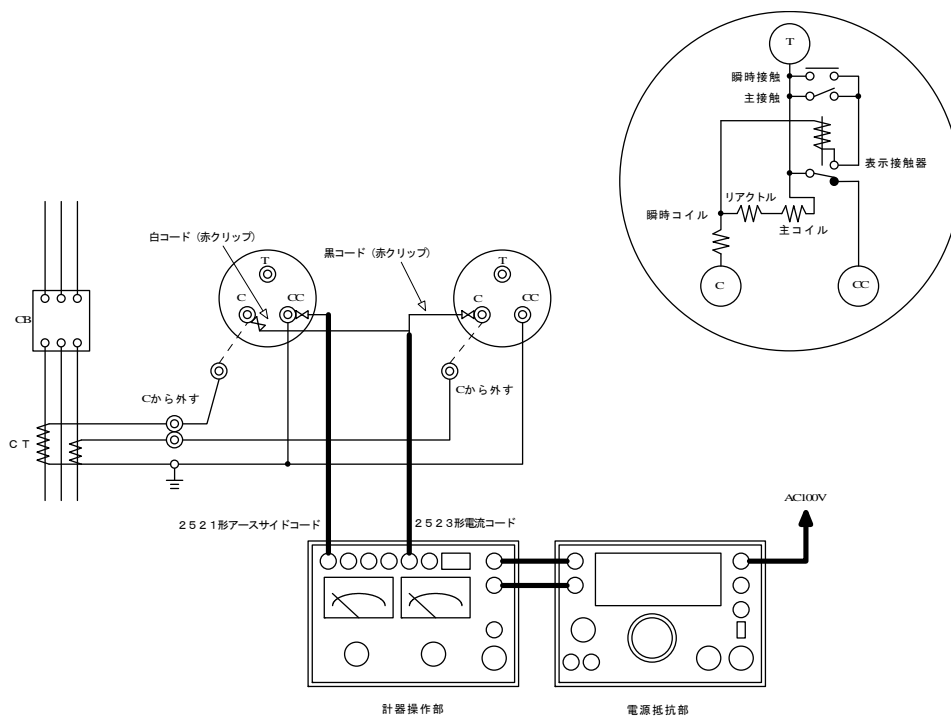 T
瞬時接触
主接触
表示接触器
リアクトル
瞬時コイル
主コイル
C
CC
白コード（赤クリップ）
黒コード（赤クリップ）
T
C
CC
T
C
CC
CB
Cから外す
Cから外す
CT
2521形アースサイドコード
2523形電流コード
AC100V
計器操作部
電源抵抗部